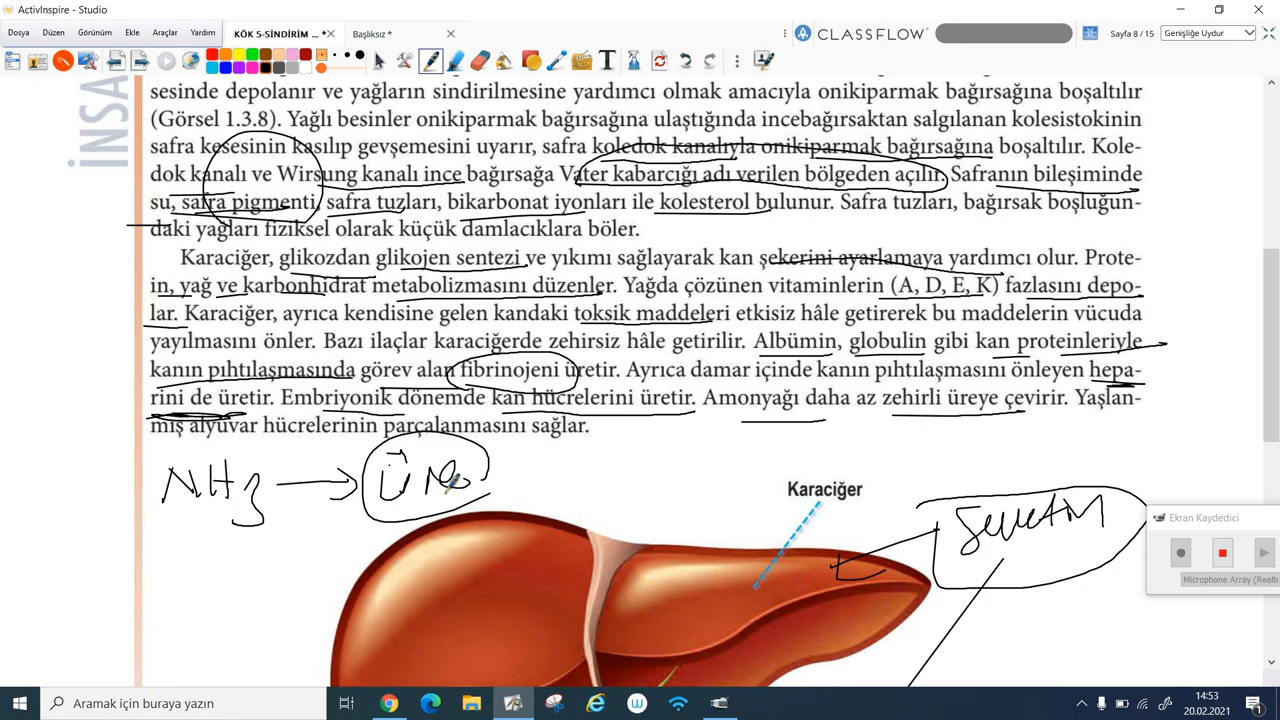 ActivInspire - Studio
Dosya Düzen Görünüm Ekle Araçlar Yardım
KÖK 5-SİNDİRİM ...*
Başlıksız *
CLASSFLOW
Sayfa 8 / 15
Genişliğe Uydur
İNSA
sesinde depolanır ve yağların sindirilmesine yardımcı olmak amacıyla onikiparmak bağırsağına boşaltılır
(Görsel 1.3.8). Yağlı besinler onikiparmak bağırsağına ulaştığında incebağırsaktan salgılanan kolesistokinin
safra kesesinin kasılıp gevşemesini uyarır, safra koledok kanalıyla onikiparmak bağırsağına boşaltılır. Kole-
dok kanalı ve Wirsung kanalı ince bağırsağa Vater kabarcığı adı verilen bölgeden açılır. Safranın bileşiminde
su, safra pigmenti, safra tuzları, bikarbonat iyonları ile kolesterol bulunur. Safra tuzları, bağırsak boşluğun-
daki yağları fiziksel olarak küçük damlacıklara böler.
Karaciğer, glikozdan glikojen sentezi ve yıkımı sağlayarak kan şekerini ayarlamaya yardımcı olur. Prote-
in, yağ ve karbonhidrat metabolizmasını düzenler. Yağda çözünen vitaminlerin (A, D, E, K) fazlasını depo-
lar. Karaciğer, ayrıca kendisine gelen kandaki toksik maddeleri etkisiz hâle getirerek bu maddelerin vücuda
yayılmasını önler. Bazı ilaçlar karaciğerde zehirsiz hâle getirilir. Albümin, globulin gibi kan proteinleriyle
kanın pıhtılaşmasında görev alan fibrinojeni üretir. Ayrıca damar içinde kanın pıhtılaşmasını önleyen hepa-
rini de üretir. Embriyonik dönemde kan hücrelerini üretir. Amonyağı daha az zehirli üreye çevirir. Yaşlan-
mış alyuvar hücrelerinin parçalanmasını sağlar.
NH3
Karaciğer
Ekran Kaydedici
Microphone Array (Realt
Aramak için buraya yazın
14:53
20.02.2021